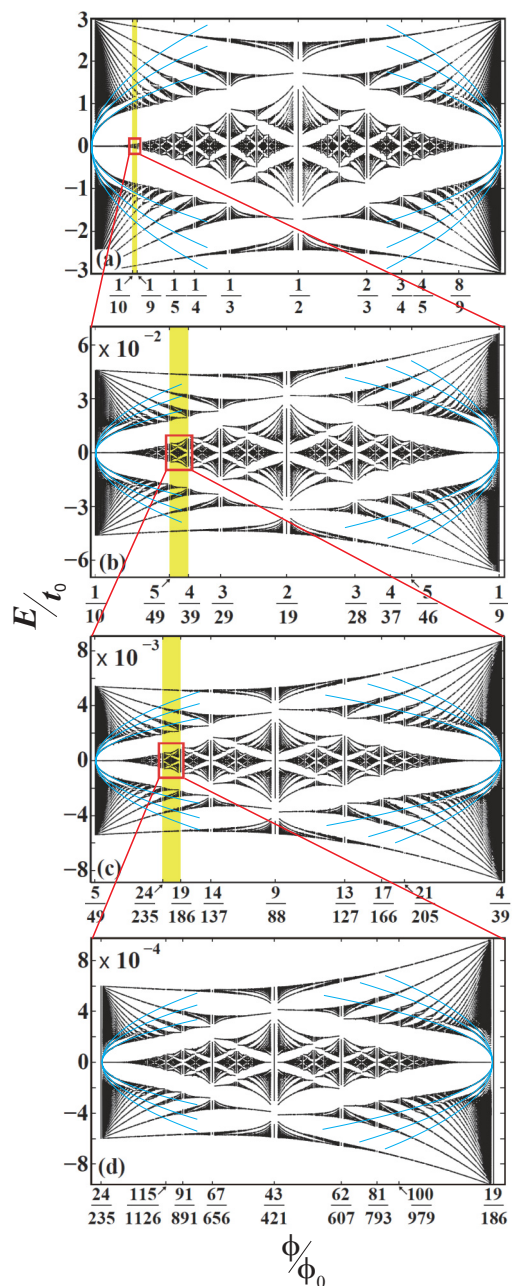 3
2
1
0
−1
−2
−3
(a)
1/10 1/9 1/5 1/4 1/3 1/2 2/3 3/4 4/5 8/9
× 10⁻²
6
3
0
−3
−6
(b)
E/t₀
1/10 5/49 4/39 3/29 2/19 3/28 4/37 5/46 1/9
× 10⁻³
8
4
0
−4
−8
(c)
5/49 24/235 19/186 14/137 9/88 13/127 17/166 21/205 4/39
× 10⁻⁴
8
4
0
−4
−8
(d)
24/235 115/1126 91/891 67/656 43/421 62/607 81/793 100/979 19/186
ϕ/ϕ₀